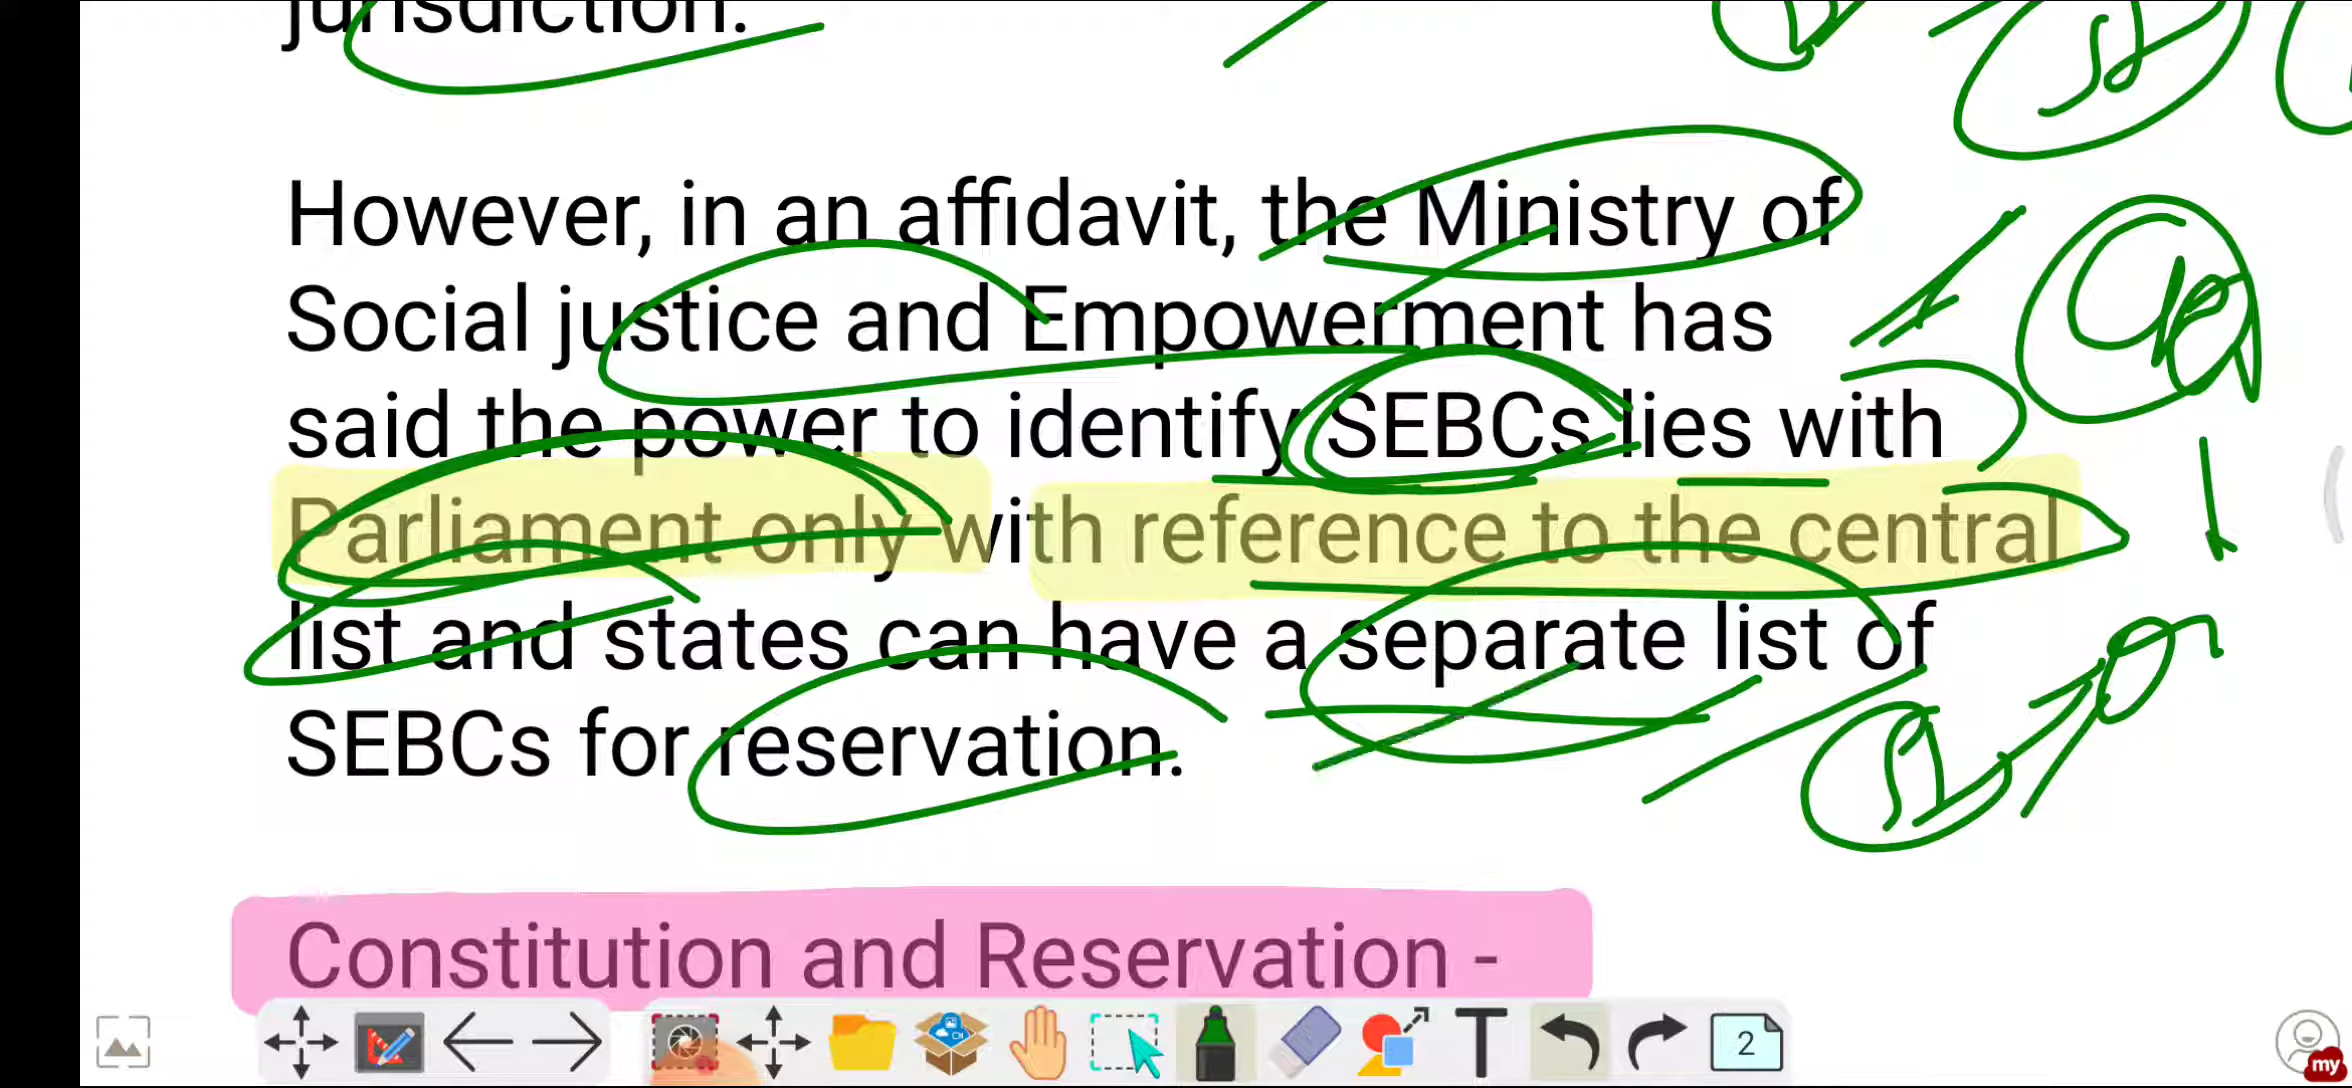 jurisdiction.
However, in an affidavit, the Ministry of
Social justice and Empowerment has
said the power to identify SEBCs lies with
Parliament only with reference to the central
list and states can have a separate list of
SEBCs for reservation.
Constitution and Reservation -
T
2
my